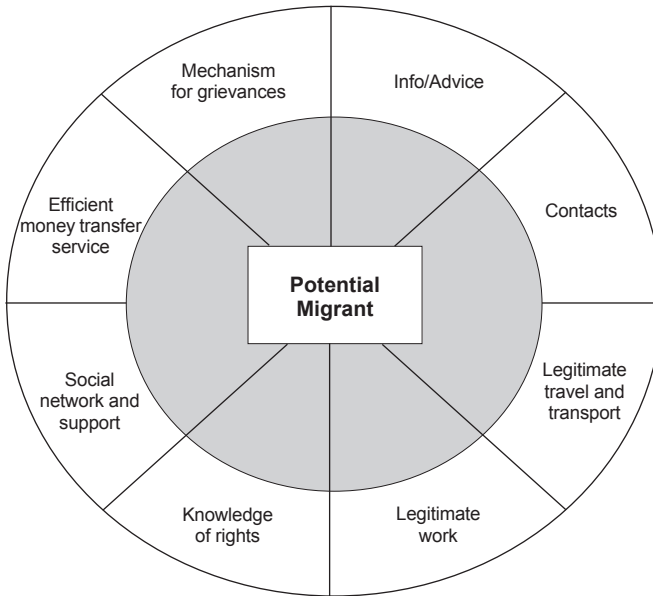 Mechanism
for grievances
Info/Advice
Contacts
Legitimate
travel and
transport
Legitimate
work
Knowledge
of rights
Social
network and
support
Efficient
money transfer
service
Potential
Migrant